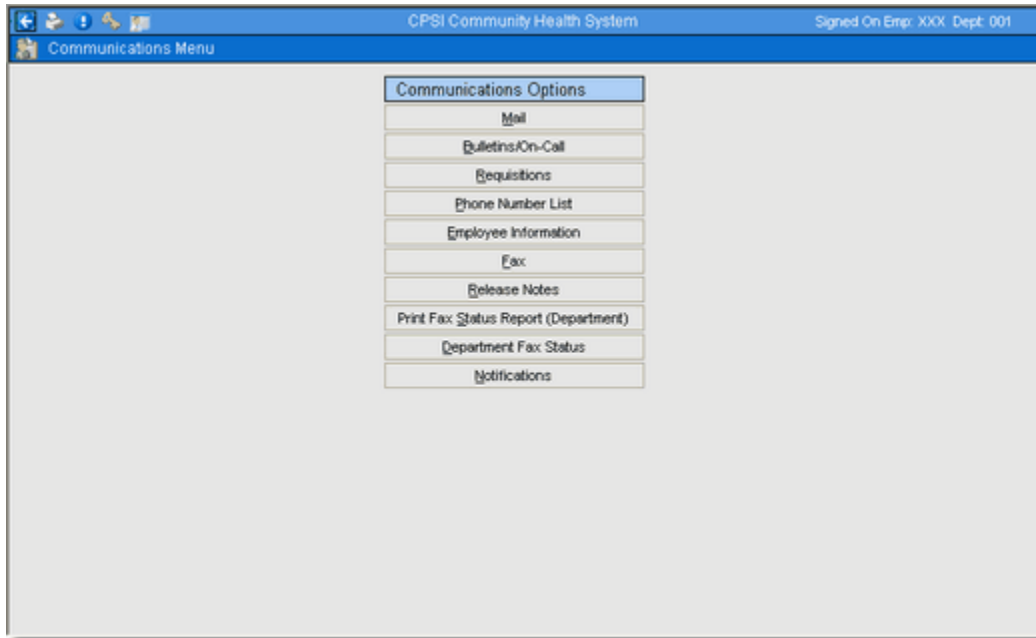 CPSI Community Health System
Signed On Emp: XXX Dept: 001
Communications Menu
Communications Options
Mail
Bulletins/On-Call
Requisitions
Phone Number List
Employee Information
Fax
Release Notes
Print Fax Status Report (Department)
Department Fax Status
Notifications